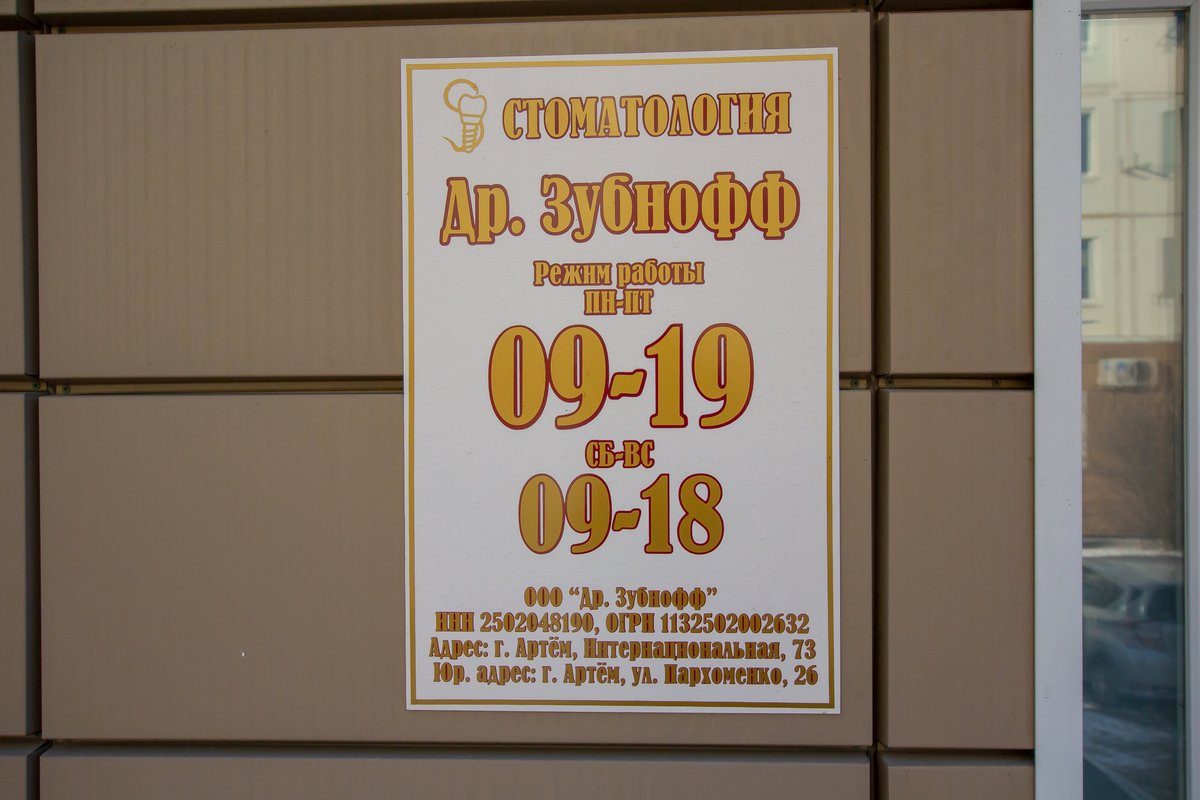 СТОМАТОЛОГИЯ
Др. Зубнофф
Режим работы
ПН-ПТ
09-19
СБ-ВС
09-18
ООО “Др. Зубнофф”
ИНН 2502048190, ОГРН 1132502002632
Адрес: г. Артём, Интернациональная, 73
Юр. адрес: г. Артём, ул. Пархоменко, 26